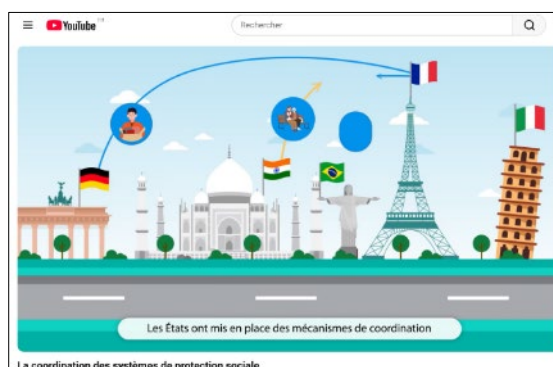 YouTube
Rechercher
Les États ont mis en place des mécanismes de coordination
La coordination des systèmes de protection sociale